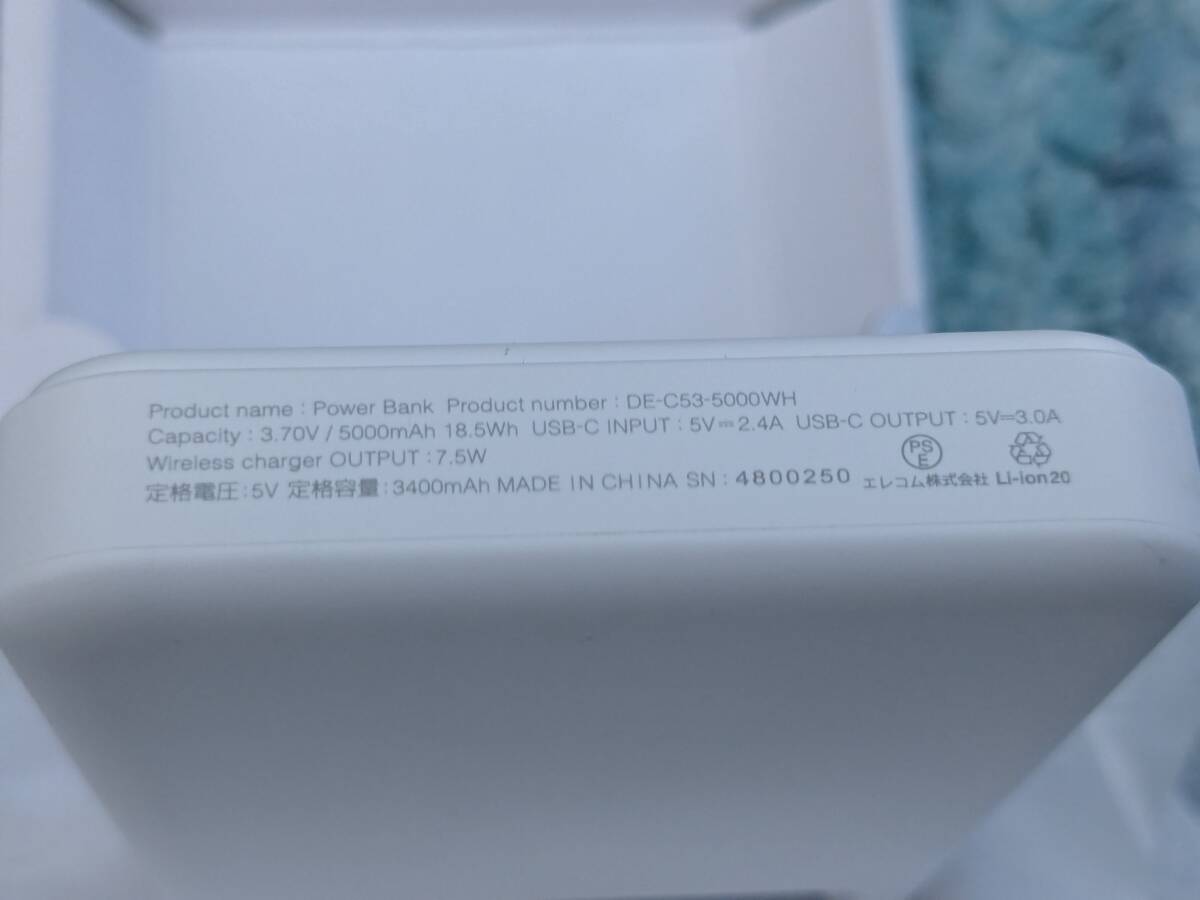 Product name : Power Bank Product number : DE-C53-5000WH
Capacity : 3.70V / 5000mAh 18.5Wh USB-C INPUT : 5V⎓2.4A USB-C OUTPUT : 5V⎓3.0A
Wireless charger OUTPUT : 7.5W
PS
E
定格電圧:5V 定格容量:3400mAh MADE IN CHINA SN : 4800250 エレコム株式会社 Li-ion20